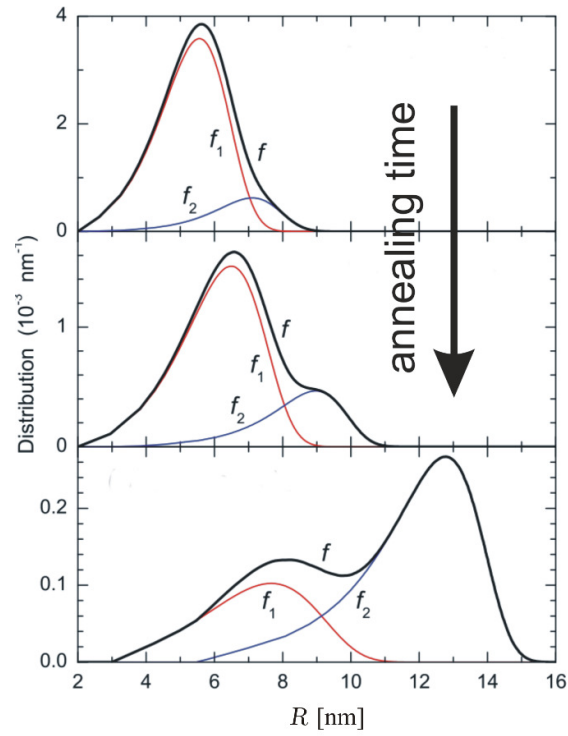 4
2
0
f₁
f
f₂
1
0
f
f₁
f₂
0.2
0.1
0.0
f
f₁
f₂
2 4 6 8 10 12 14 16
R [nm]
Distribution (10⁻³ nm⁻¹)
annealing time